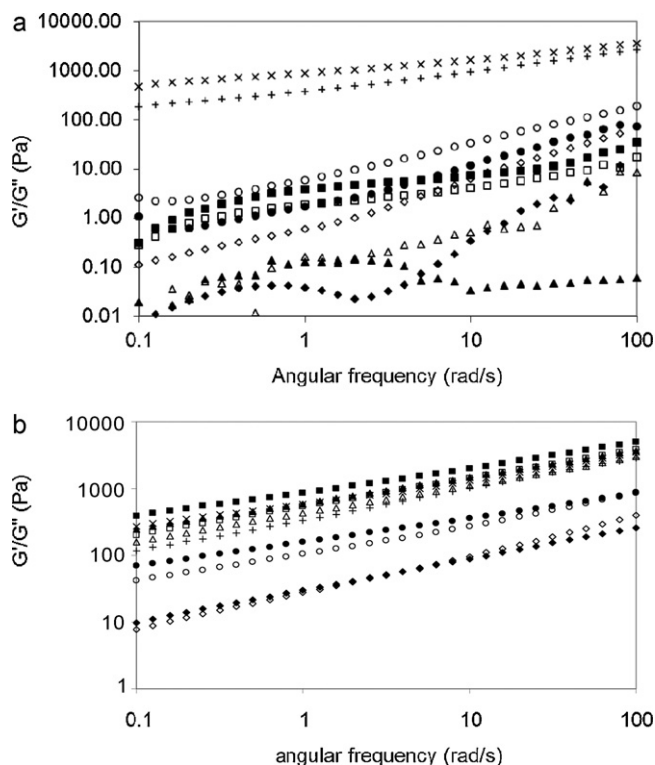 a
10000.00
1000.00
100.00
10.00
1.00
0.10
0.01
G'/G" (Pa)
0.1 1 10 100
Angular frequency (rad/s)
b
10000
1000
100
10
1
G'/G" (Pa)
0.1 1 10 100
angular frequency (rad/s)